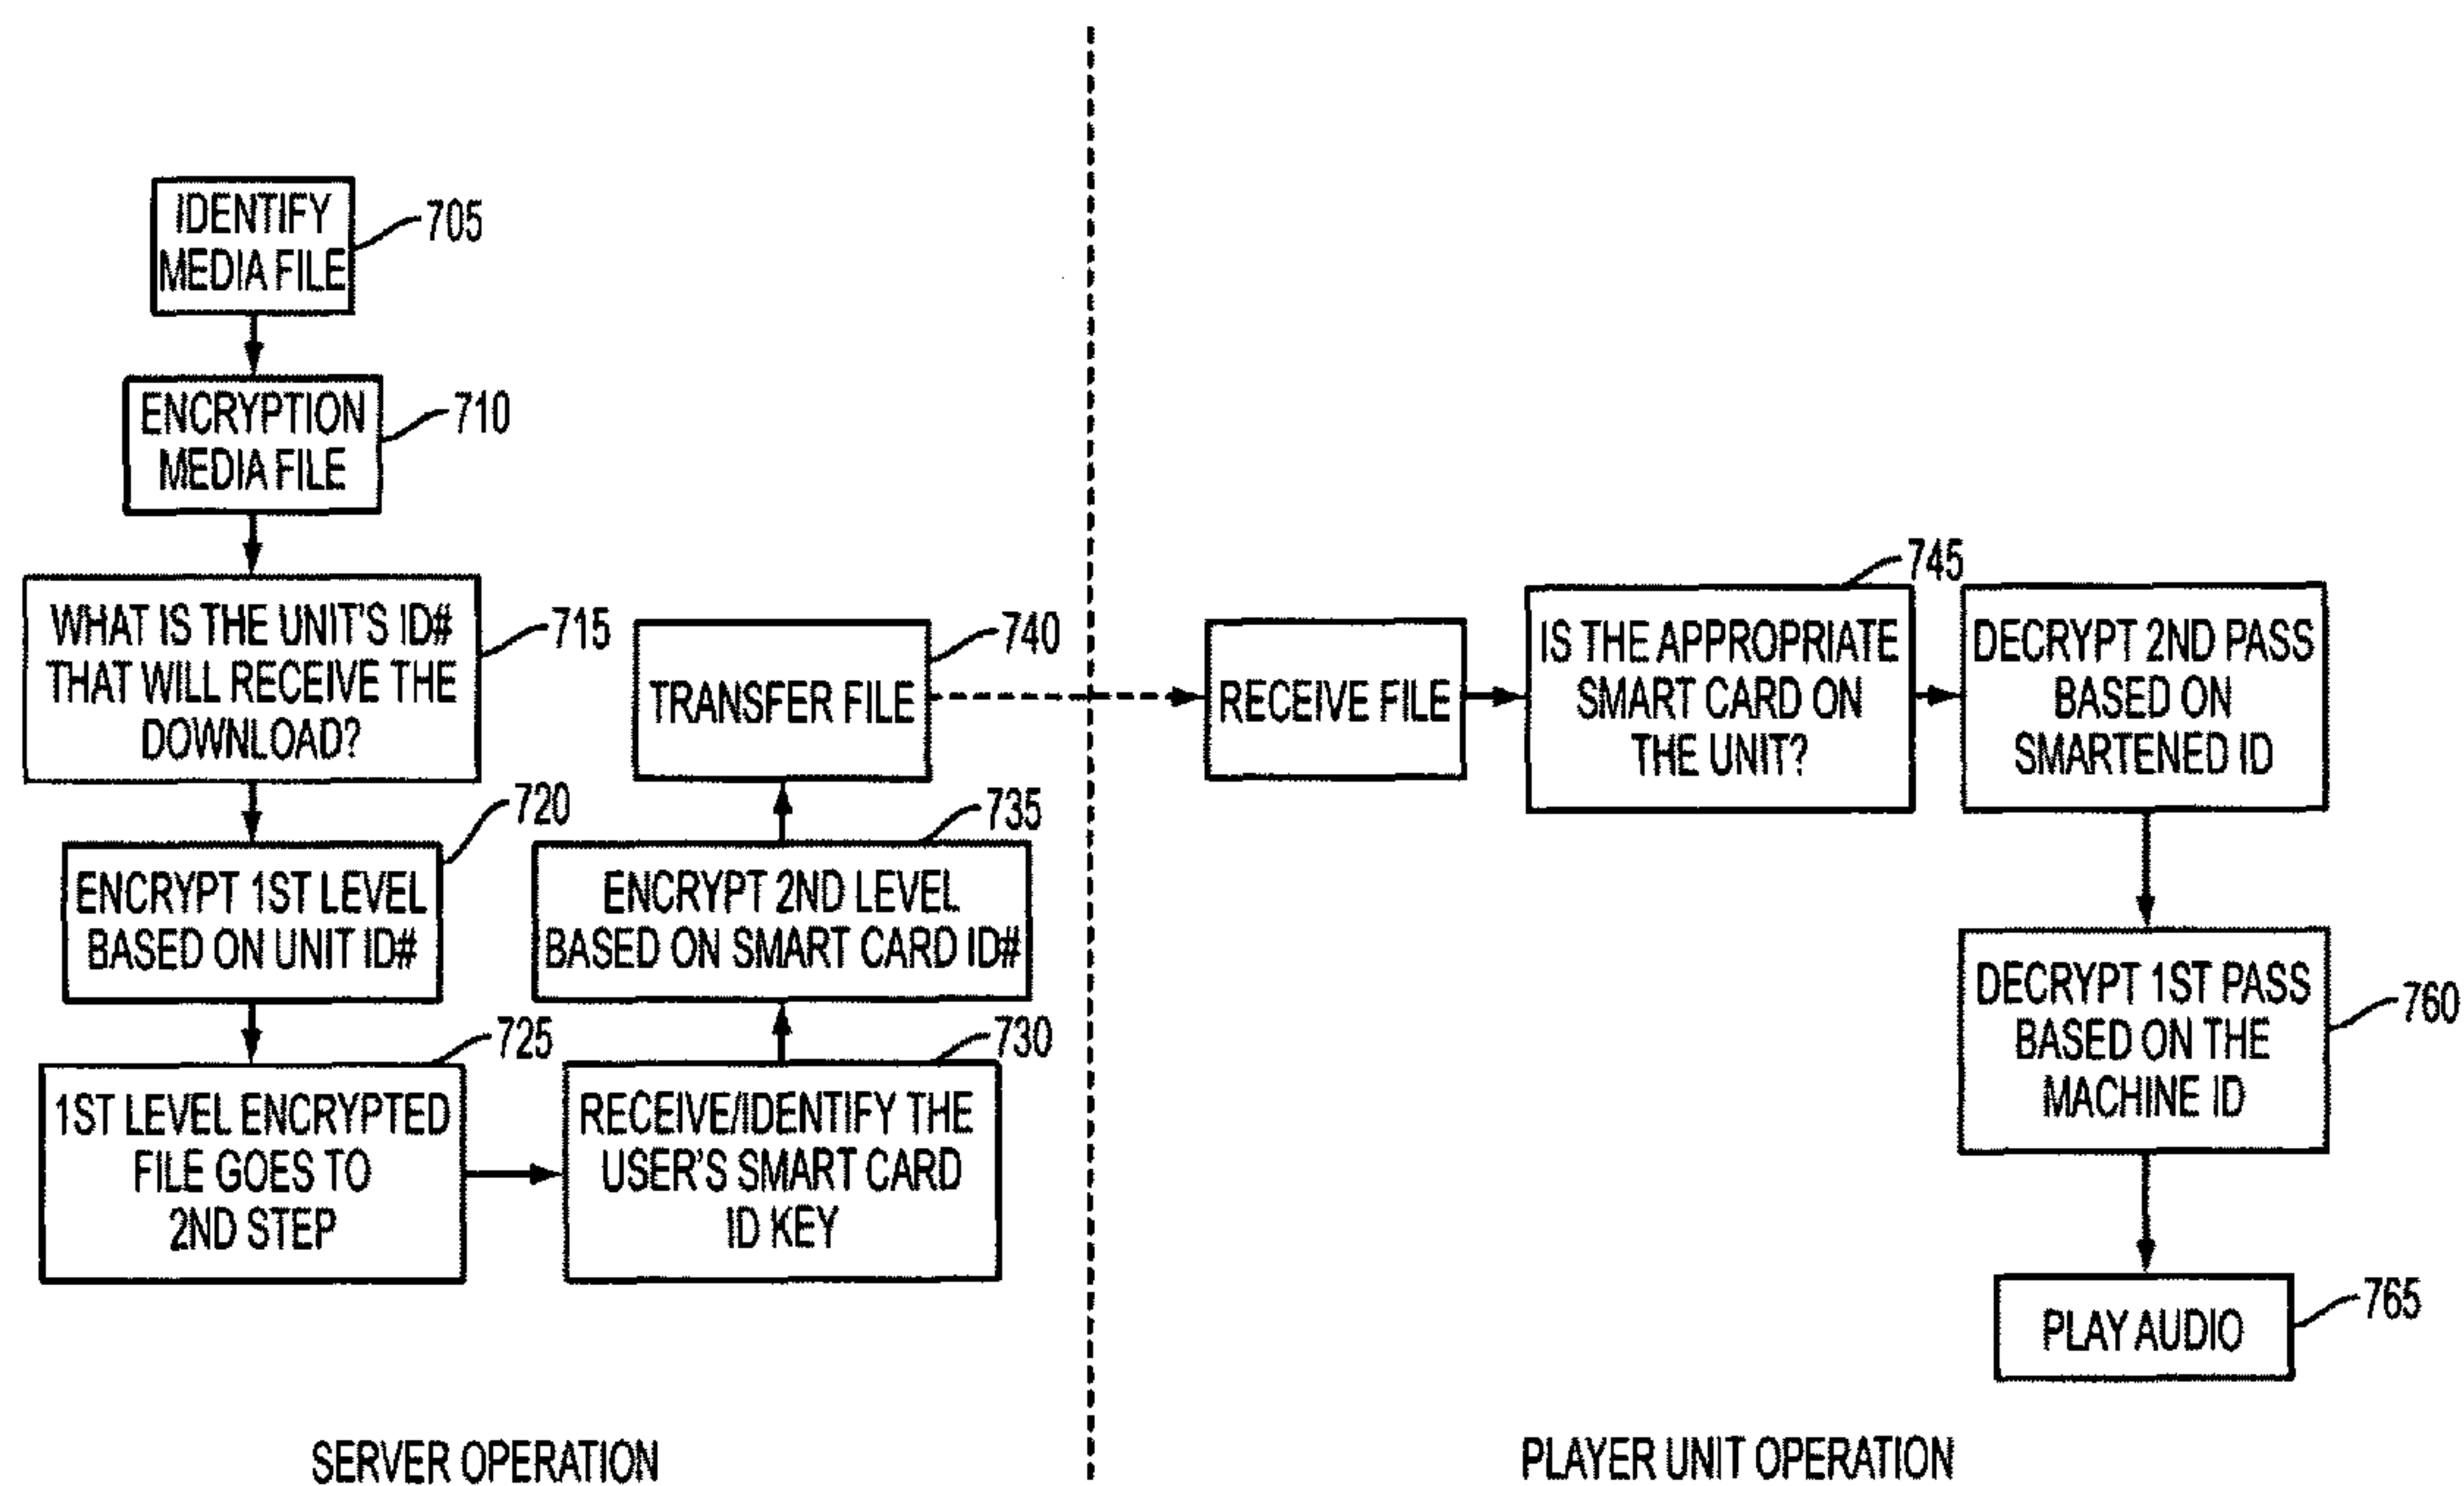 IDENTIFY
MEDIA FILE
705
ENCRYPTION
MEDIA FILE
710
WHAT IS THE UNIT'S ID#
THAT WILL RECEIVE THE
DOWNLOAD?
715
ENCRYPT 1ST LEVEL
BASED ON UNIT ID#
720
1ST LEVEL ENCRYPTED
FILE GOES TO
2ND STEP
725
RECEIVE/IDENTIFY THE
USER'S SMART CARD
ID KEY
730
ENCRYPT 2ND LEVEL
BASED ON SMART CARD ID#
735
TRANSFER FILE
740
SERVER OPERATION
RECEIVE FILE
IS THE APPROPRIATE
SMART CARD ON
THE UNIT?
745
DECRYPT 2ND PASS
BASED ON
SMARTENED ID
DECRYPT 1ST PASS
BASED ON THE
MACHINE ID
760
PLAY AUDIO
765
PLAYER UNIT OPERATION